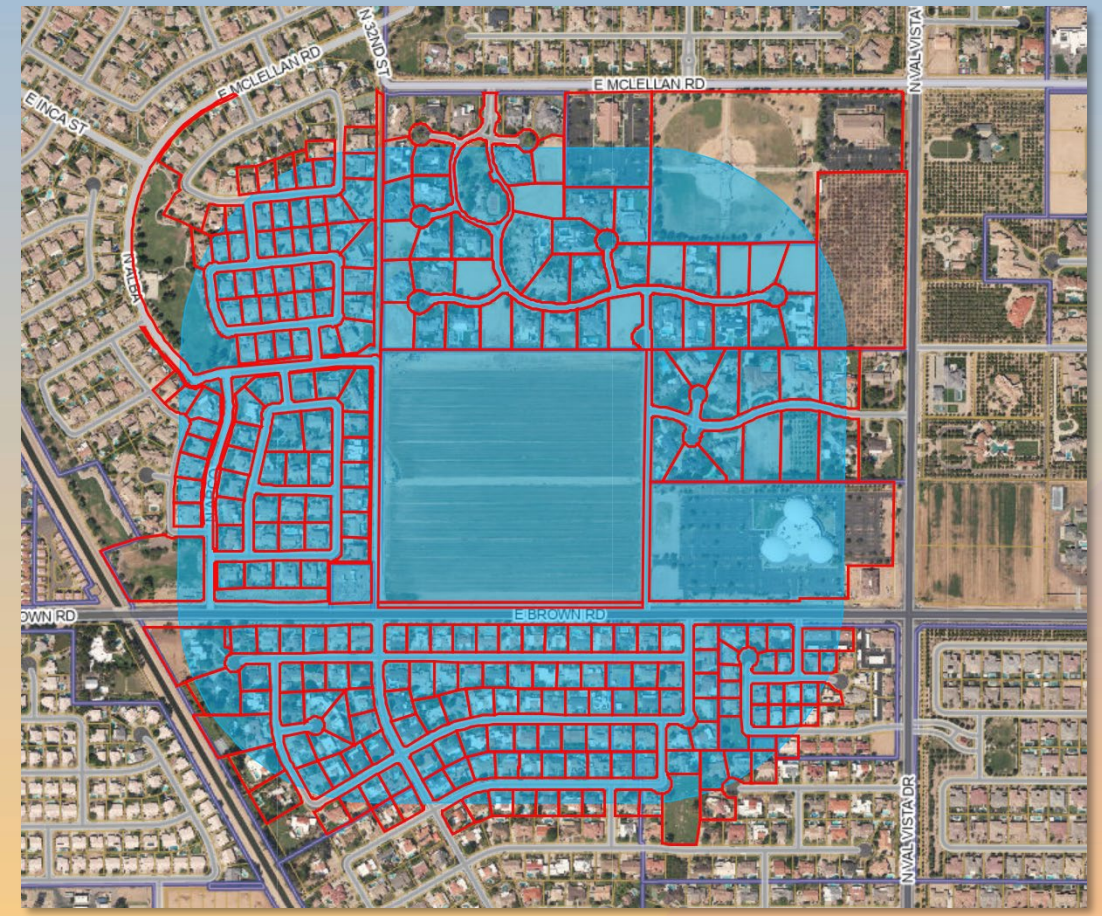 N 32ND ST
N VAL VISTA
E MCLELLAN RD
E MCLELLAN RD
E INCA ST
N ALBA
OWN RD
E BROWN RD
N VAL VISTA DR